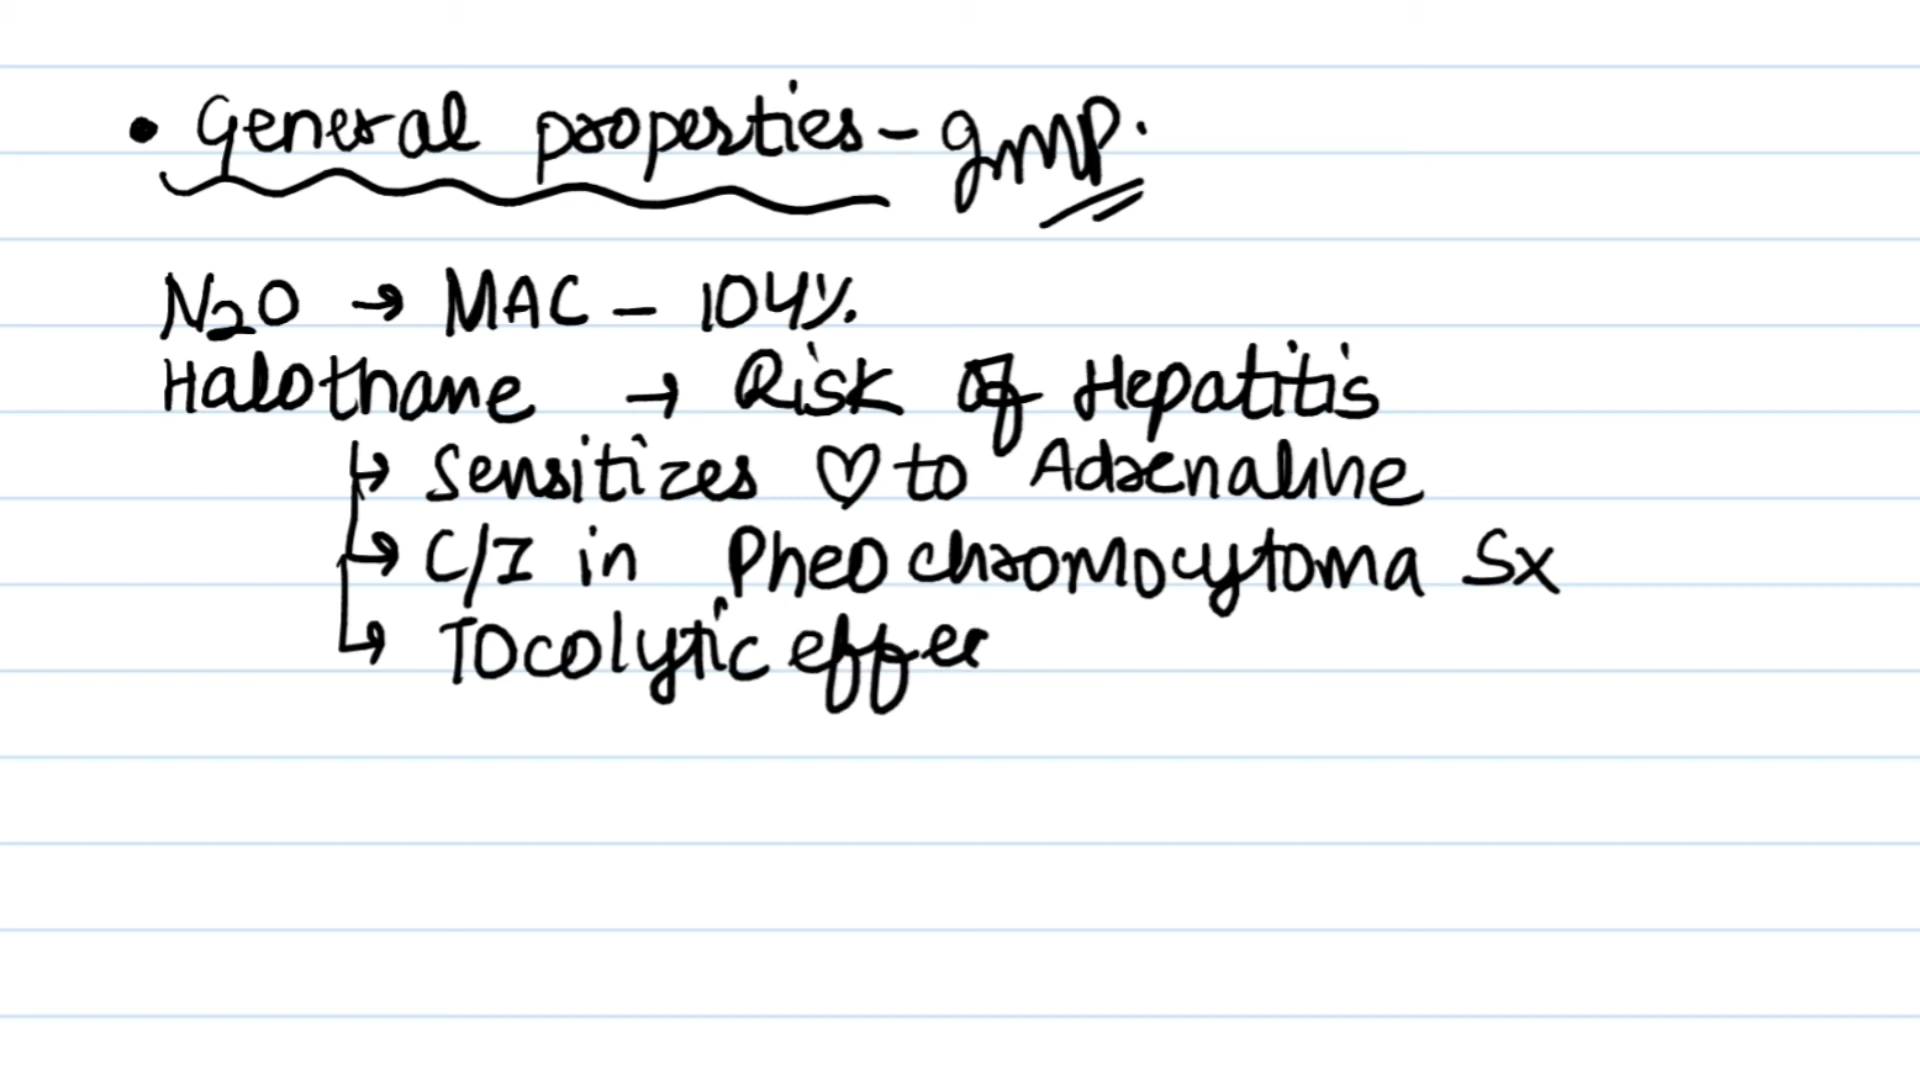 • General properties - gmp.
N2O → MAC - 104%.
Halothane → Risk of Hepatitis
↳ Sensitizes ♡ to Adrenaline
↳ C/I in Pheochromocytoma Sx
↳ Tocolytic effec